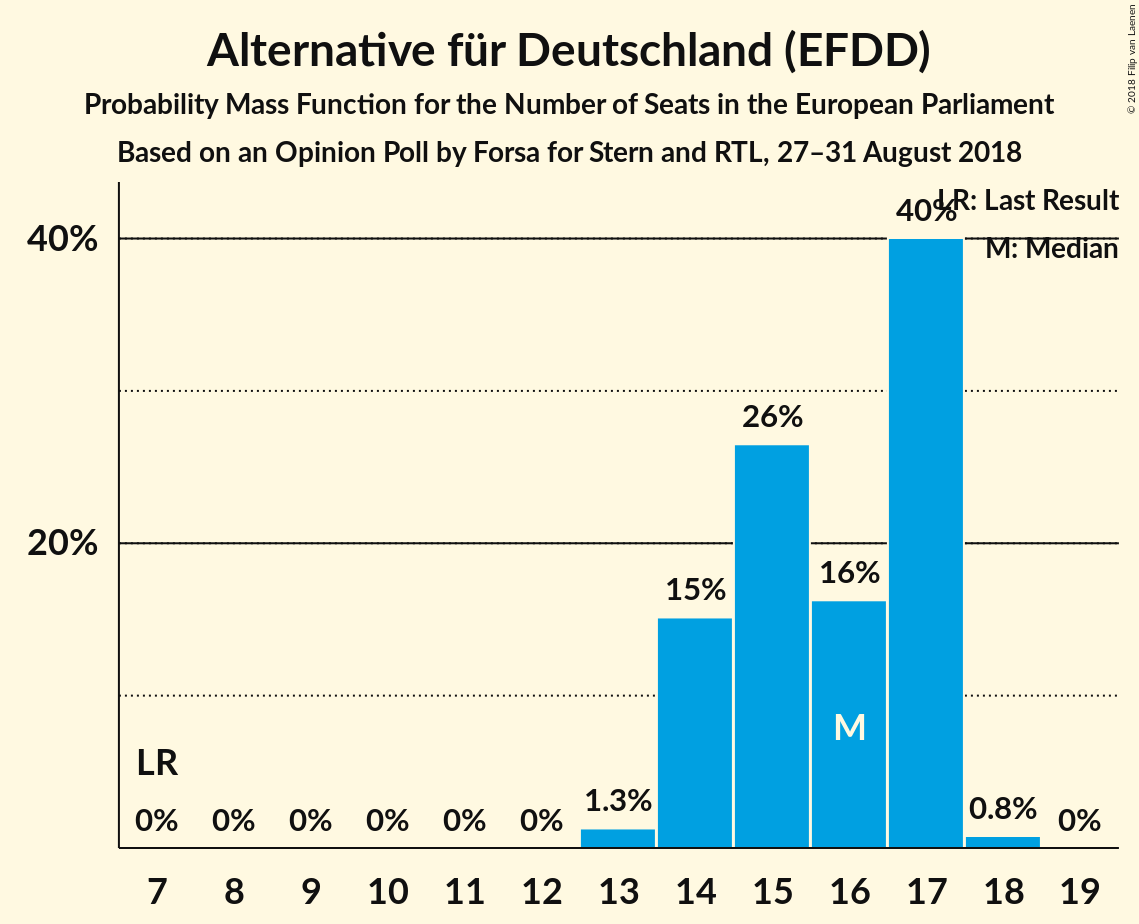 Alternative für Deutschland (EFDD)
Probability Mass Function for the Number of Seats in the European Parliament
Based on an Opinion Poll by Forsa for Stern and RTL, 27–31 August 2018
© 2018 Filip van Laenen
LR: Last Result
M: Median
40%
20%
40%
26%
16%
15%
M
LR
0% 0% 0% 0% 0% 0% 1.3% 0.8% 0%
7 8 9 10 11 12 13 14 15 16 17 18 19